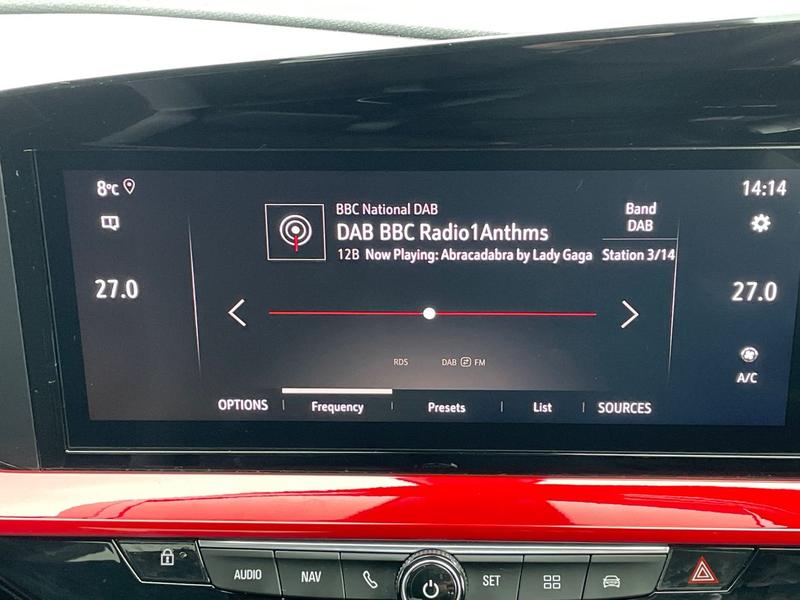 8°C
14:14
BBC National DAB
DAB BBC Radio1Anthms
12B Now Playing: Abracadabra by Lady Gaga
Band
DAB
Station 3/14
27.0
27.0
RDS
DAB FM
A/C
OPTIONS
Frequency
Presets
List
SOURCES
AUDIO
NAV
SET